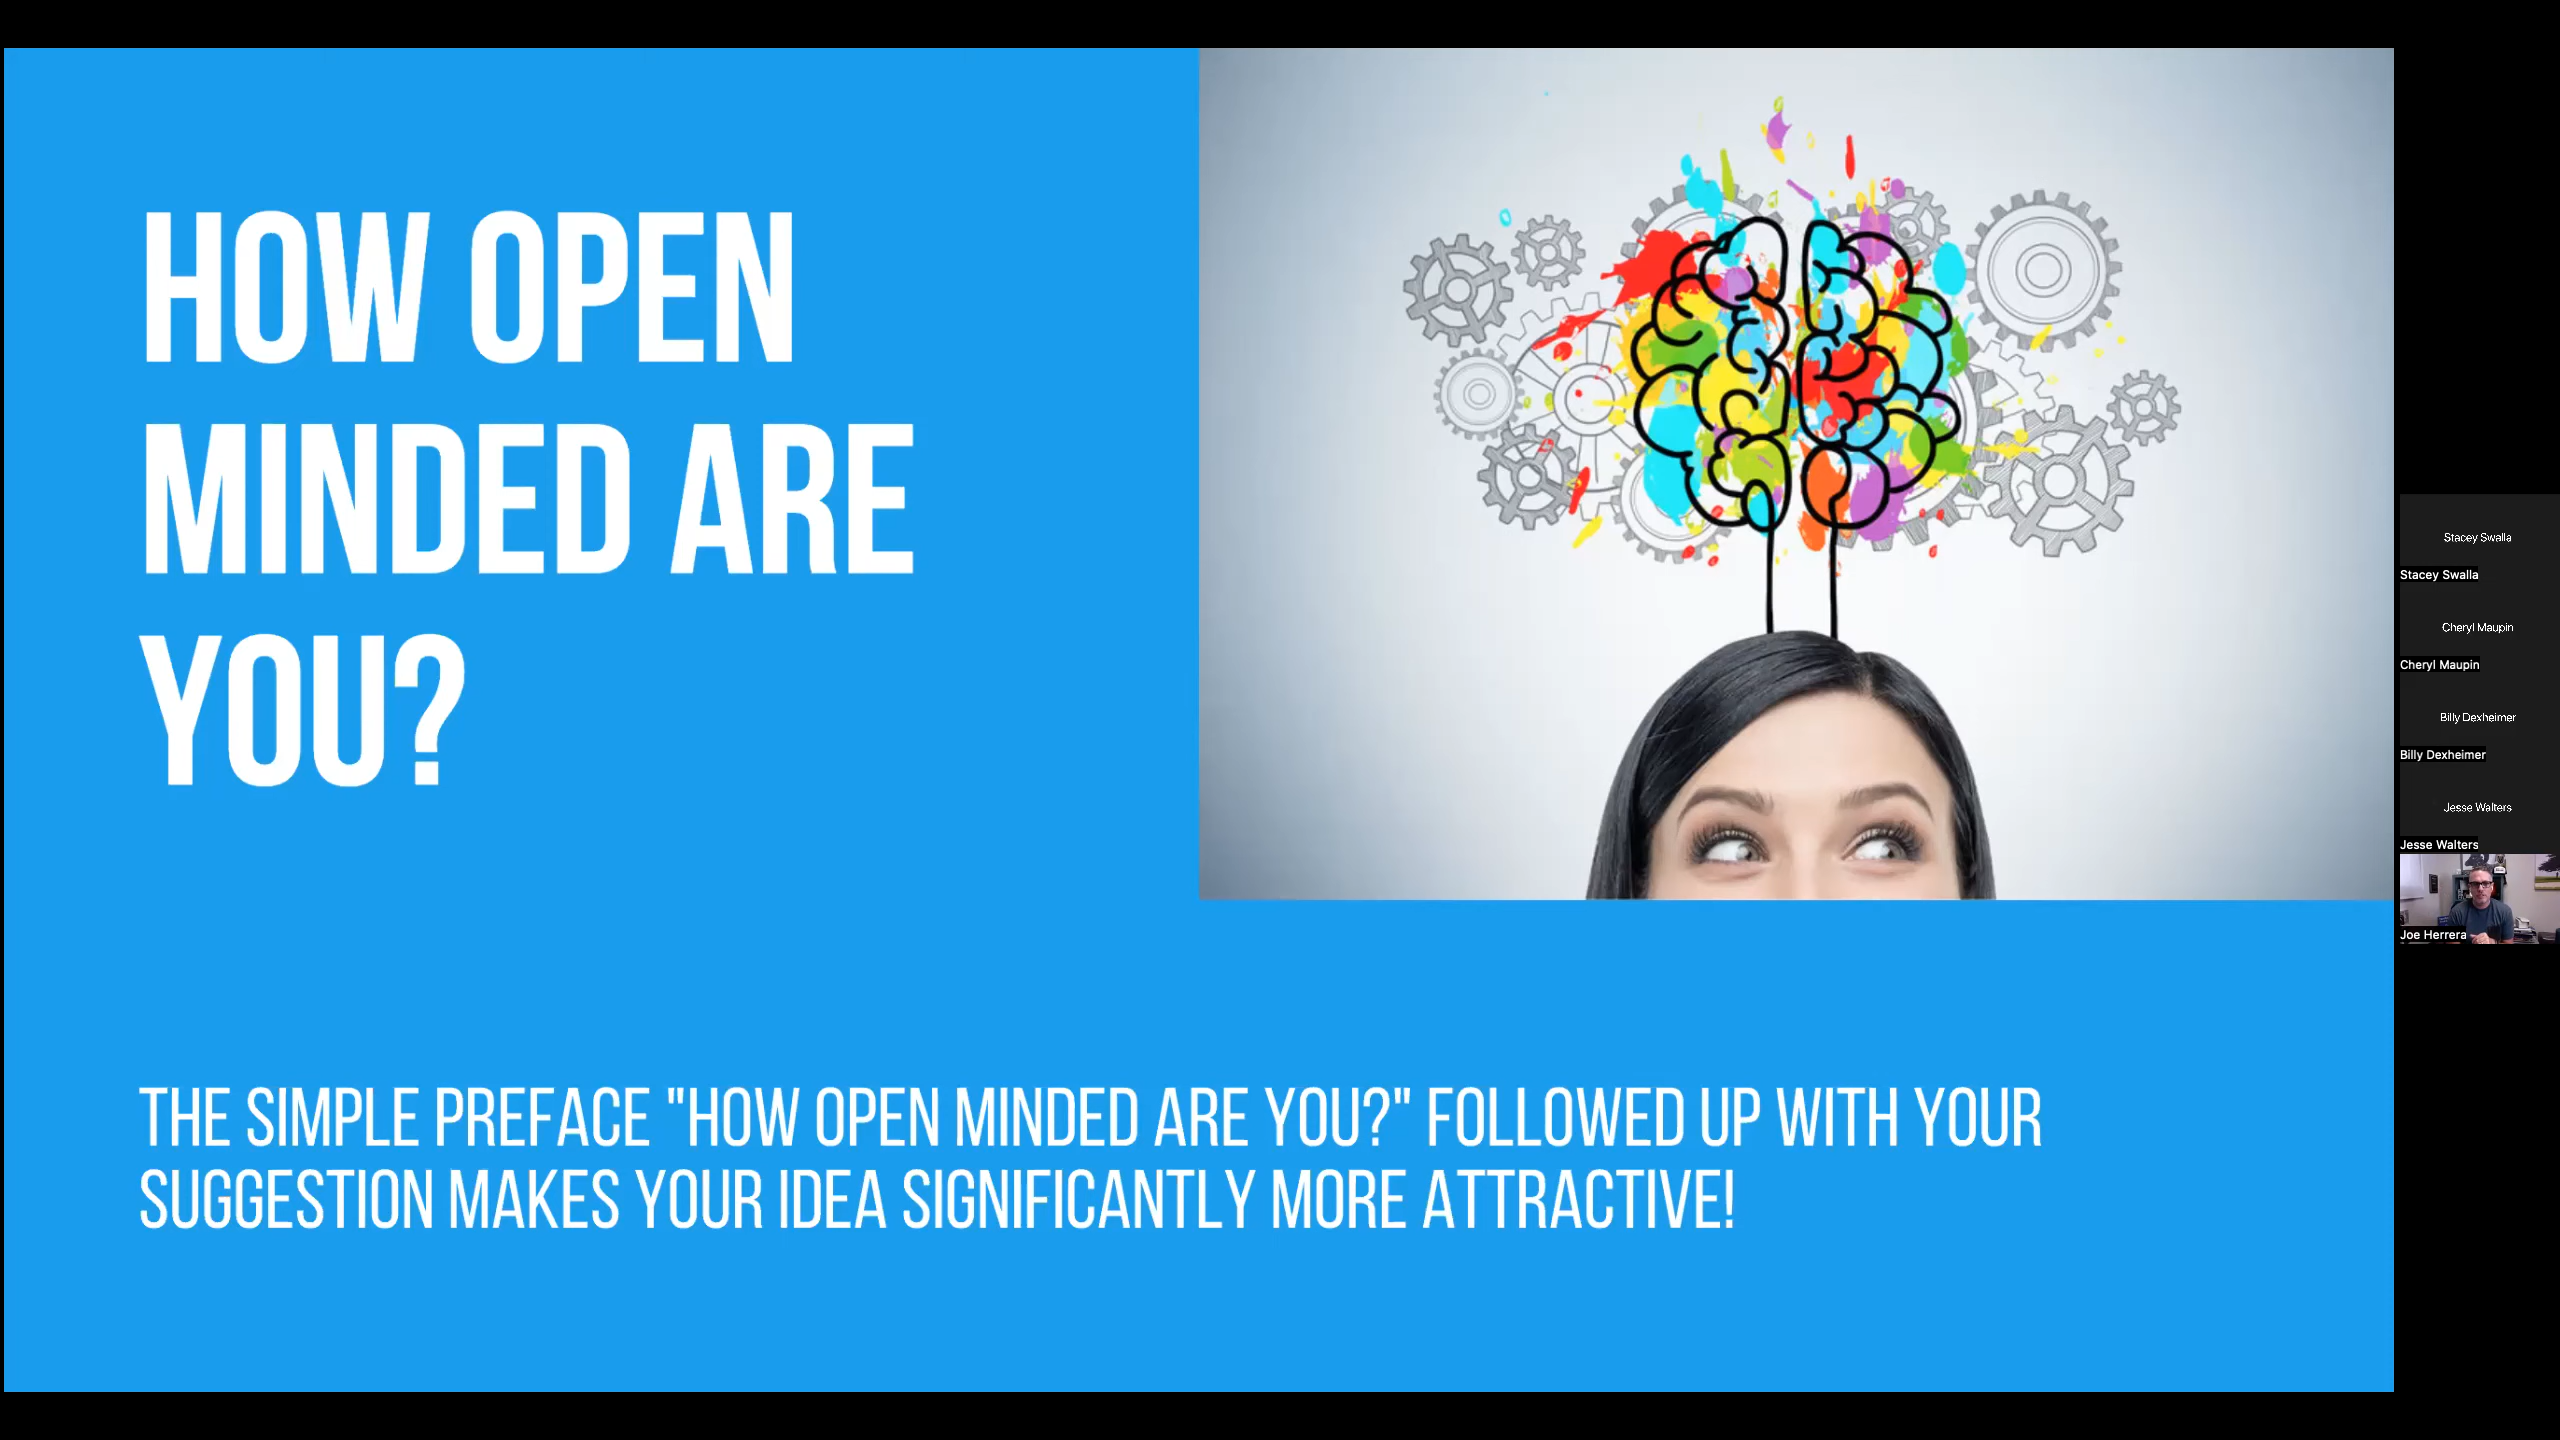 HOW OPEN
MINDED ARE
YOU?
THE SIMPLE PREFACE "HOW OPEN MINDED ARE YOU?" FOLLOWED UP WITH YOUR
SUGGESTION MAKES YOUR IDEA SIGNIFICANTLY MORE ATTRACTIVE!
Stacey Swalla
Stacey Swalla
Cheryl Maupin
Cheryl Maupin
Billy Dexheimer
Billy Dexheimer
Jesse Walters
Jesse Walters
Joe Herrera